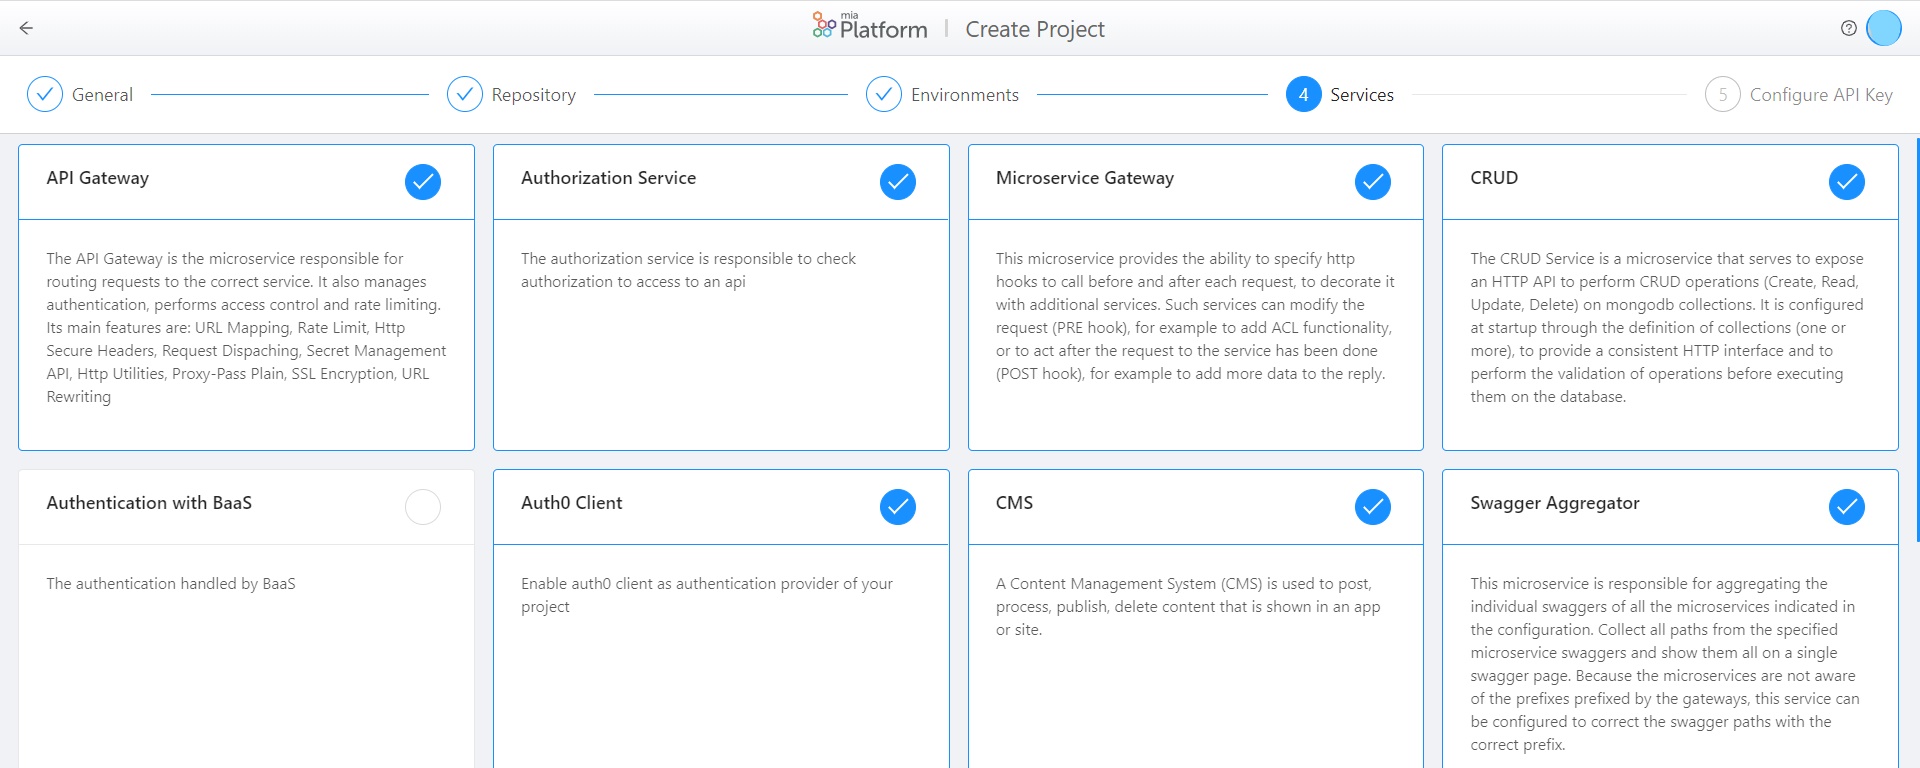 mia
Platform
Create Project
General
Repository
Environments
4
Services
5
Configure API Key
API Gateway
The API Gateway is the microservice responsible for
routing requests to the correct service. It also manages
authentication, performs access control and rate limiting.
Its main features are: URL Mapping, Rate Limit, Http
Secure Headers, Request Dispaching, Secret Management
API, Http Utilities, Proxy-Pass Plain, SSL Encryption, URL
Rewriting
Authorization Service
The authorization service is responsible to check
authorization to access to an api
Microservice Gateway
This microservice provides the ability to specify http
hooks to call before and after each request, to decorate it
with additional services. Such services can modify the
request (PRE hook), for example to add ACL functionality,
or to act after the request to the service has been done
(POST hook), for example to add more data to the reply.
CRUD
The CRUD Service is a microservice that serves to expose
an HTTP API to perform CRUD operations (Create, Read,
Update, Delete) on mongodb collections. It is configured
at startup through the definition of collections (one or
more), to provide a consistent HTTP interface and to
perform the validation of operations before executing
them on the database.
Authentication with BaaS
The authentication handled by BaaS
Auth0 Client
Enable auth0 client as authentication provider of your
project
CMS
A Content Management System (CMS) is used to post,
process, publish, delete content that is shown in an app
or site.
Swagger Aggregator
This microservice is responsible for aggregating the
individual swaggers of all the microservices indicated in
the configuration. Collect all paths from the specified
microservice swaggers and show them all on a single
swagger page. Because the microservices are not aware
of the prefixes prefixed by the gateways, this service can
be configured to correct the swagger paths with the
correct prefix.